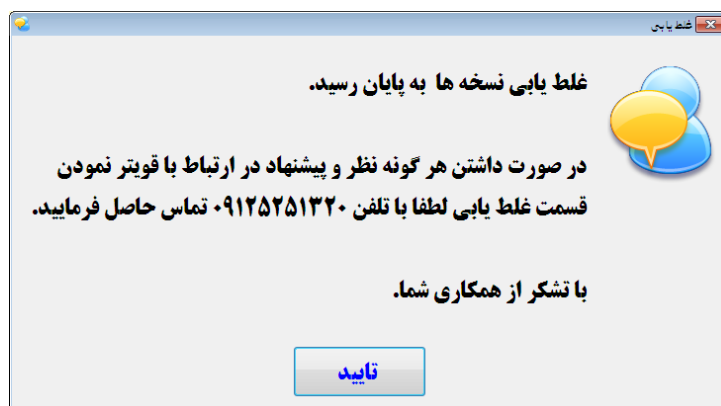 غلط یابی
غلط یابی نسخه ها به پایان رسید.
در صورت داشتن هر گونه نظر و پیشنهاد در ارتباط با قویتر نمودن
قسمت غلط یابی لطفا با تلفن ۰۹۱۲۵۲۵۱۳۲۰ تماس حاصل فرمایید.
با تشکر از همکاری شما.
تایید